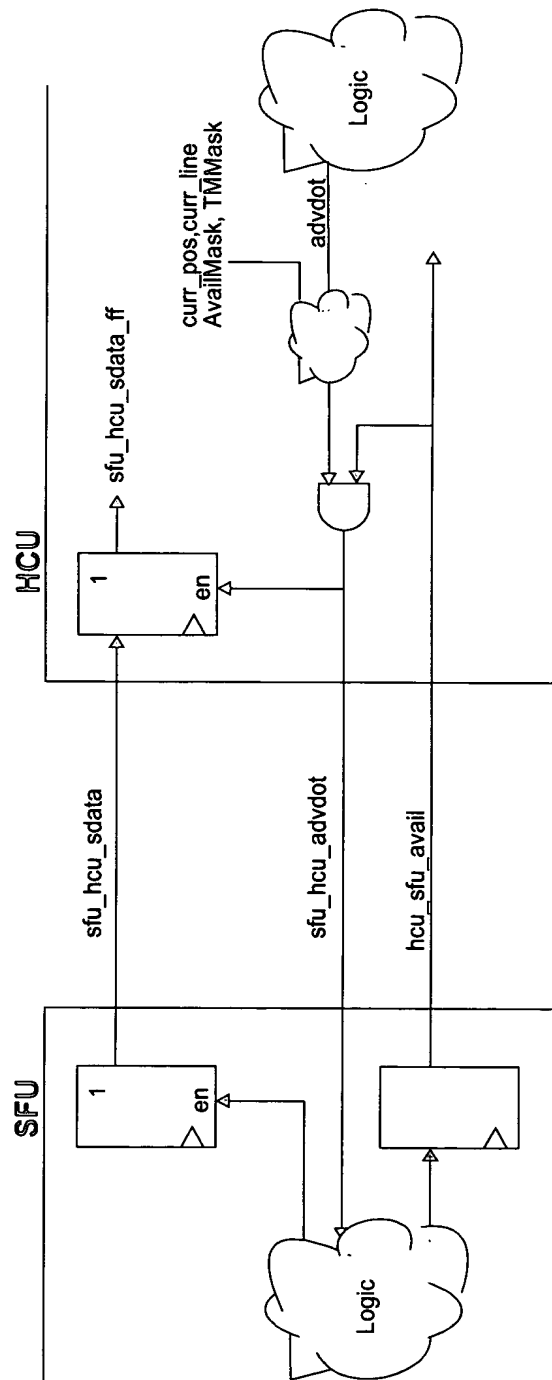 SFU
HCU
1
en
sfu_hcu_sdata
1
en
sfu_hcu_sdata_ff
curr_pos,curr_line
AvailMask, TMMask
Logic
sfu_hcu_advdot
advdot
Logic
hcu_sfu_avail